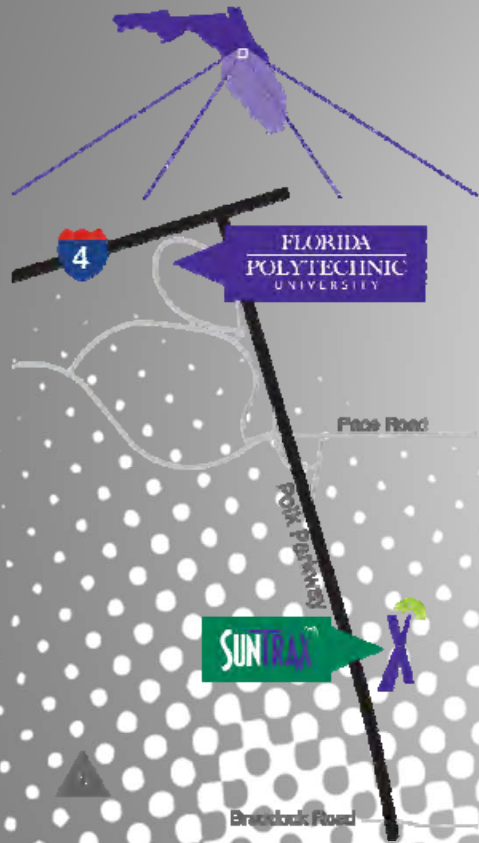 4
FLORIDA
POLYTECHNIC
UNIVERSITY
Pace Road
Polk Parkway
SUNTRAX
Braddock Road